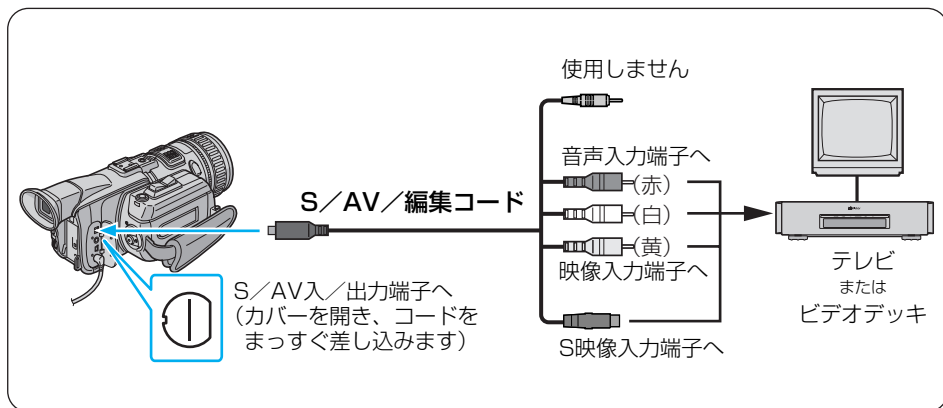 使用しません
音声入力端子へ
(赤)
S／AV／編集コード
(白)
(黄)
映像入力端子へ
S／AV入／出力端子へ
(カバーを開き、コードを
まっすぐ差し込みます)
S映像入力端子へ
テレビ
または
ビデオデッキ